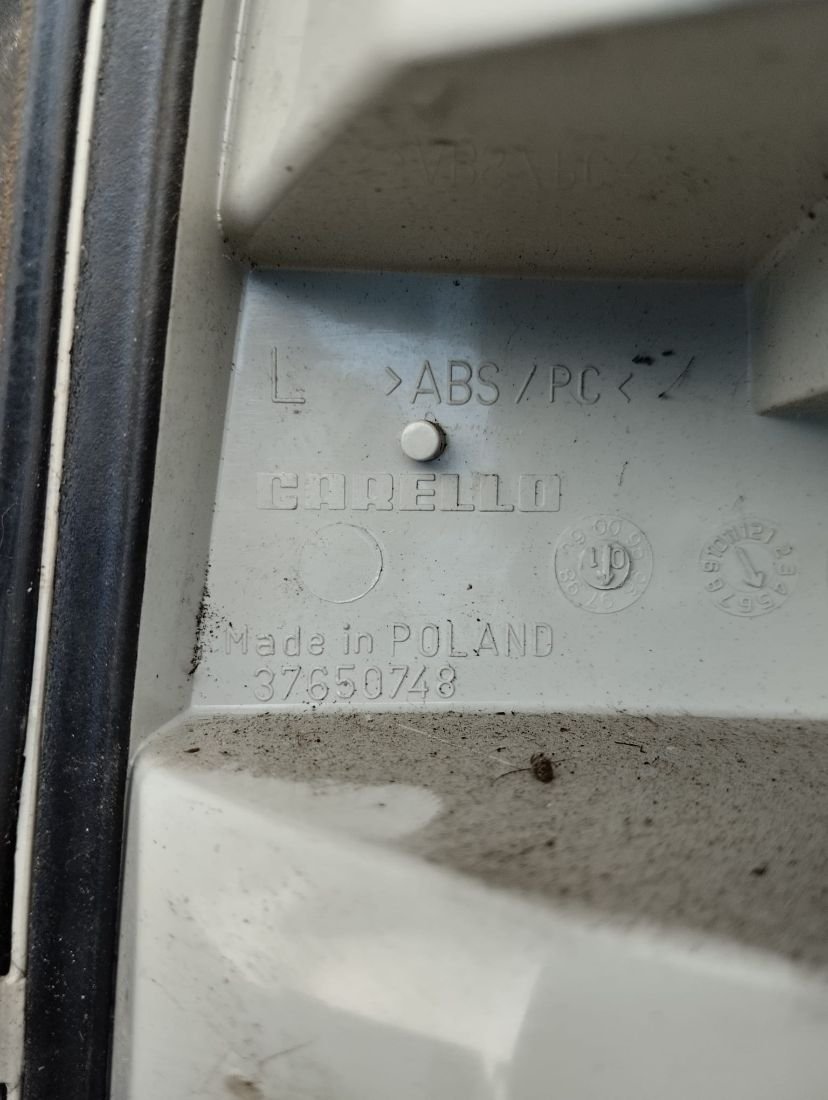 L >ABS/PC<
CARELLO
Made in POLAND
37650748